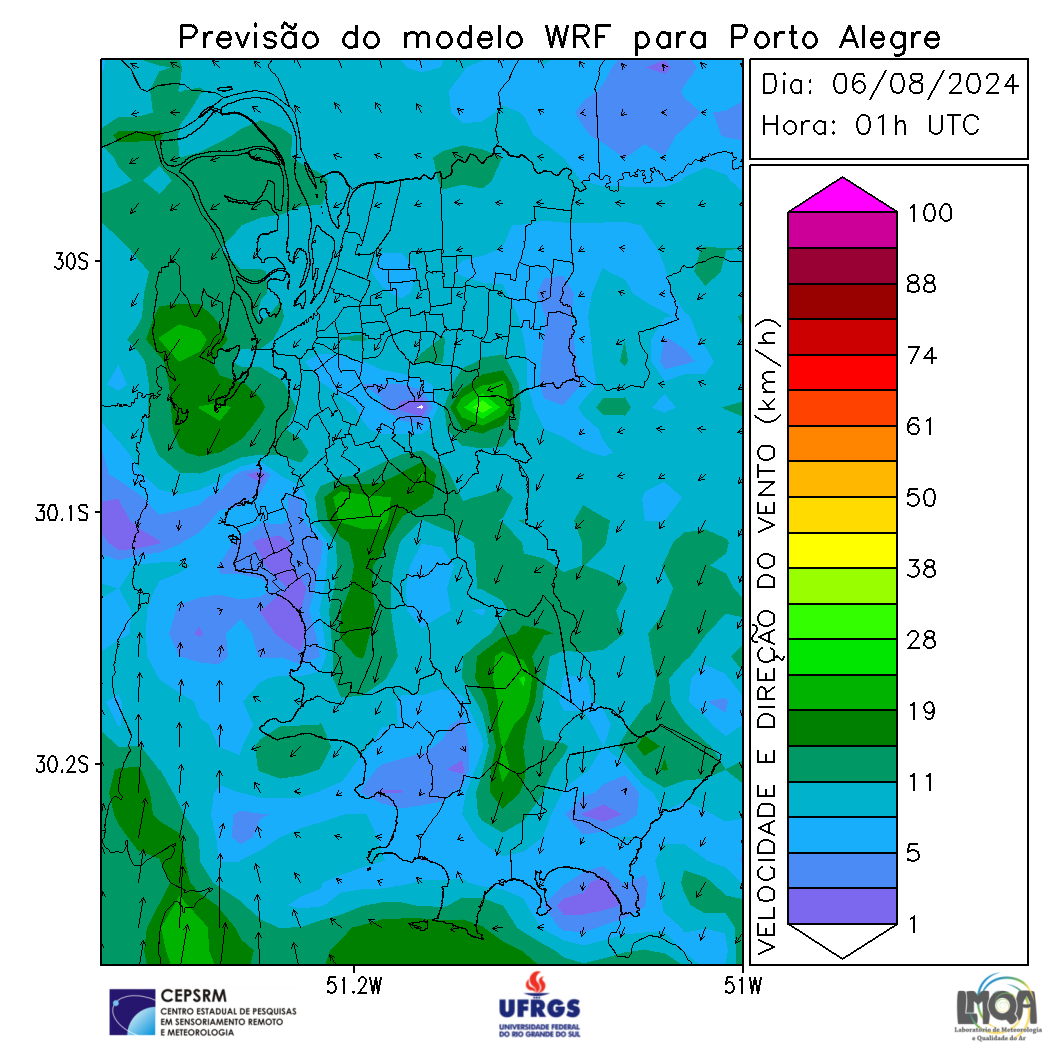 Previsão do modelo WRF para Porto Alegre
Dia: 06/08/2024
Hora: 01h UTC
30S
30.1S
30.2S
51.2W
51W
VELOCIDADE E DIREÇÃO DO VENTO (km/h)
100
88
74
61
50
38
28
19
11
5
1
CEPSRM
CENTRO ESTADUAL DE PESQUISAS
EM SENSORIAMENTO REMOTO
E METEOROLOGIA
UFRGS
UNIVERSIDADE FEDERAL
DO RIO GRANDE DO SUL
LMQA
Laboratório de Meteorologia
e Qualidade do Ar